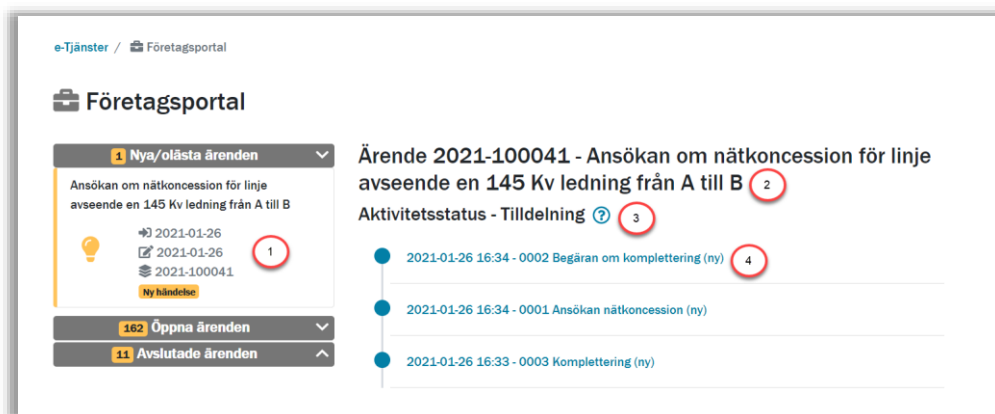 e-Tjänster / Företagsportal
Företagsportal
1 Nya/olästa ärenden
Ansökan om nätkoncession för linje
avseende en 145 Kv ledning från A till B
2021-01-26
2021-01-26
1
2021-100041
Ny händelse
162 Öppna ärenden
11 Avslutade ärenden
Ärende 2021-100041 - Ansökan om nätkoncession för linje
avseende en 145 Kv ledning från A till B 2
Aktivitetsstatus - Tilldelning ? 3
2021-01-26 16:34 - 0002 Begäran om komplettering (ny) 4
2021-01-26 16:34 - 0001 Ansökan nätkoncession (ny)
2021-01-26 16:33 - 0003 Komplettering (ny)